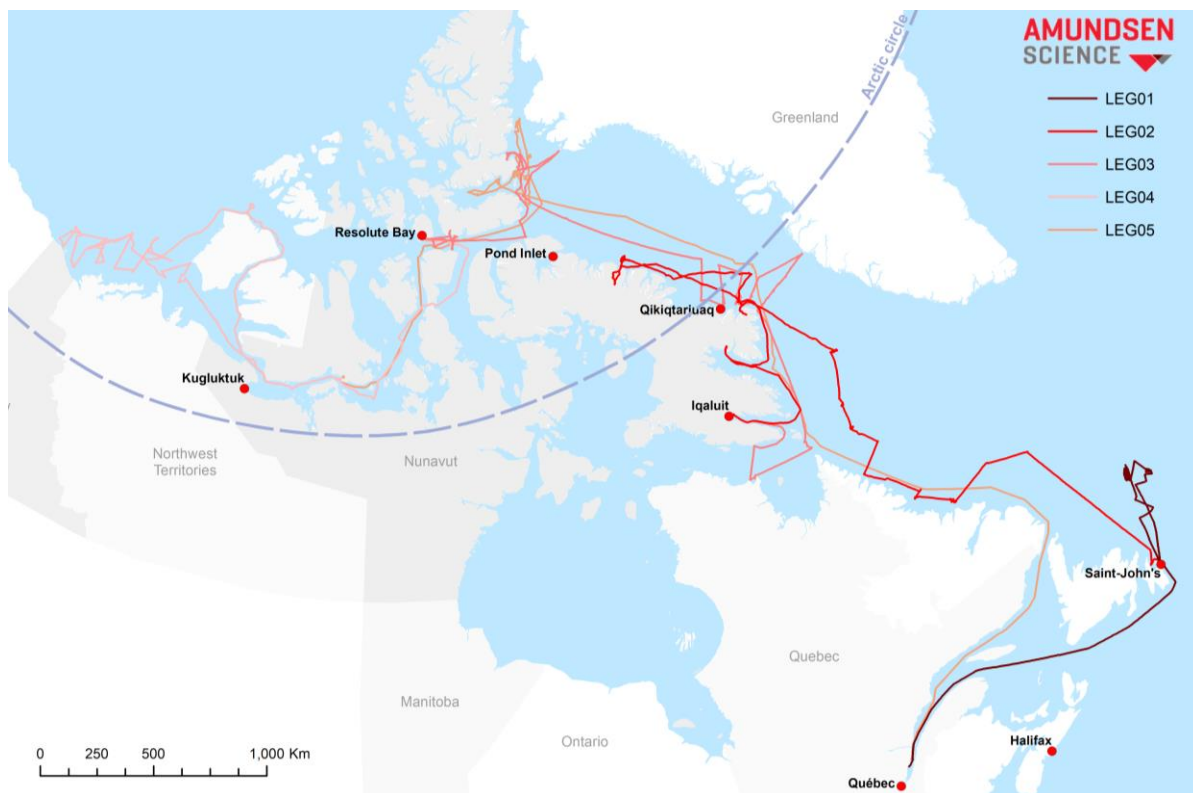 AMUNDSEN
SCIENCE
LEG01
LEG02
LEG03
LEG04
LEG05
Arctic circle
Greenland
Resolute Bay
Pond Inlet
Qikiqtariuaq
Kugluktuk
Iqaluit
Northwest
Territories
Nunavut
Saint-John's
Quebec
Manitoba
Ontario
Halifax
Québec
0 250 500 1,000 Km